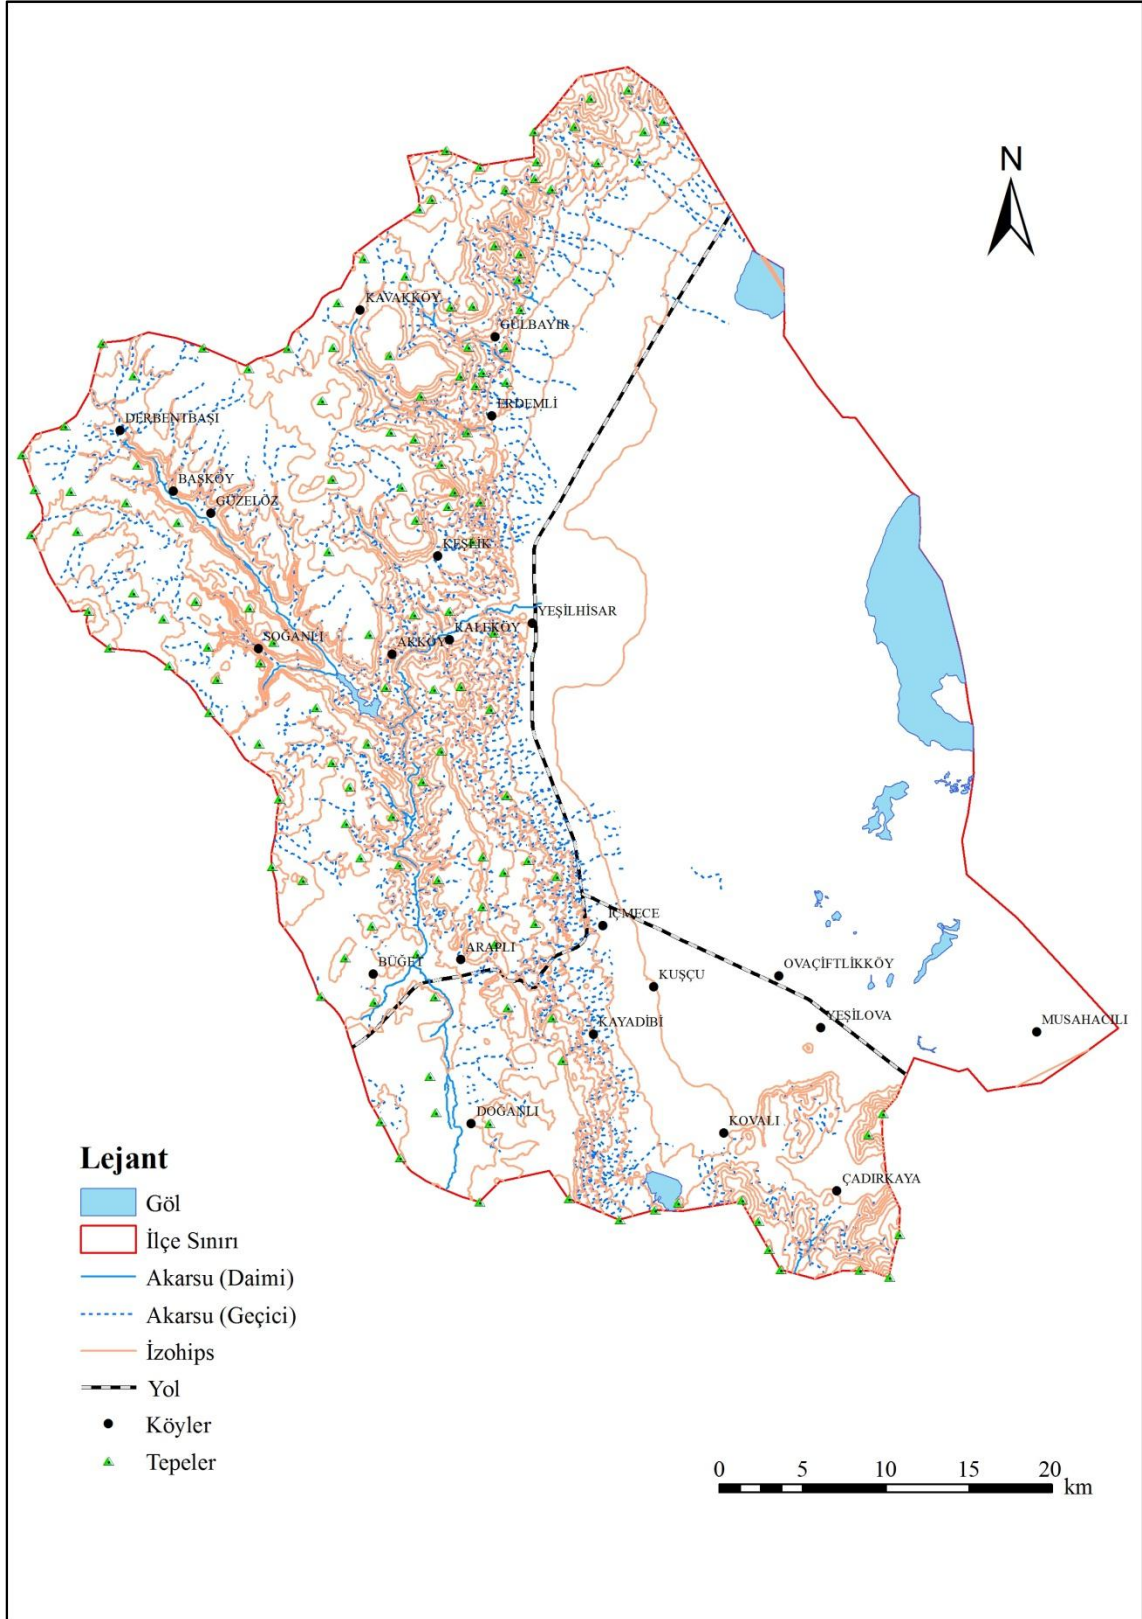 N
KAVAKKÖY
GÜLBAYIR
ERDEMLİ
DERBENTBAŞI
BAŞKÖY
GÜZELÖZ
KEŞLİK
YEŞİLHİSAR
KALEKÖY
SOĞANLI
AKKÖY
İÇMECE
ARAPLI
BÜĞET
OVAÇİFTLİKKÖY
KUŞÇU
YEŞİLOVA
MUSAHACILI
KAYADİBİ
DOĞANLI
KOVALI
ÇADIRKAYA
Lejant
Göl
İlçe Sınırı
Akarsu (Daimi)
Akarsu (Geçici)
İzohips
Yol
Köyler
Tepeler
0 5 10 15 20
km